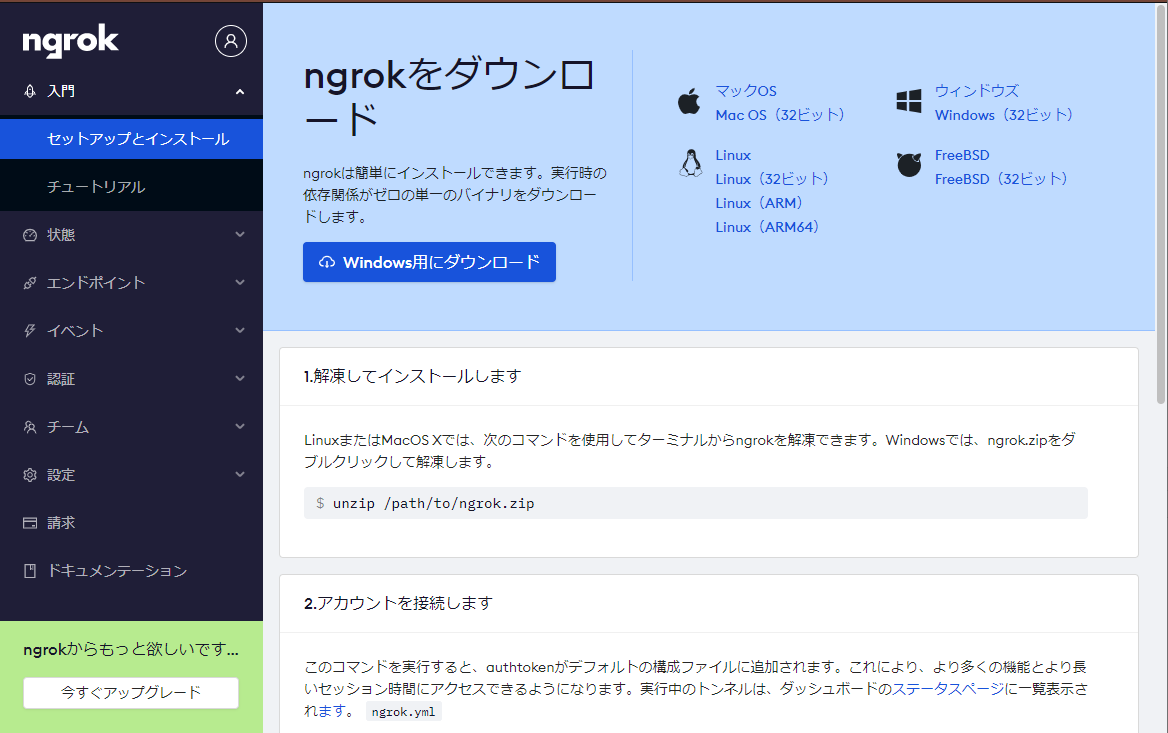 ngrok
入門
セットアップとインストール
チュートリアル
状態
エンドポイント
イベント
認証
チーム
設定
請求
ドキュメンテーション
ngrokからもっと欲しいです...
今すぐアップグレード
ngrokをダウンロ
ード
ngrokは簡単にインストールできます。実行時の
依存関係がゼロの単一のバイナリをダウンロー
ドします。
Windows用にダウンロード
マックOS
Mac OS（32ビット）
Linux
Linux（32ビット）
Linux（ARM）
Linux（ARM64）
ウィンドウズ
Windows（32ビット）
FreeBSD
FreeBSD（32ビット）
1.解凍してインストールします
LinuxまたはMacOS Xでは、次のコマンドを使用してターミナルからngrokを解凍できます。Windowsでは、ngrok.zipをダ
ブルクリックして解凍します。
$ unzip /path/to/ngrok.zip
2.アカウントを接続します
このコマンドを実行すると、authtokenがデフォルトの構成ファイルに追加されます。これにより、より多くの機能とより長
いセッション時間にアクセスできるようになります。実行中のトンネルは、ダッシュボードのステータスページに一覧表示さ
れます。 ngrok.yml